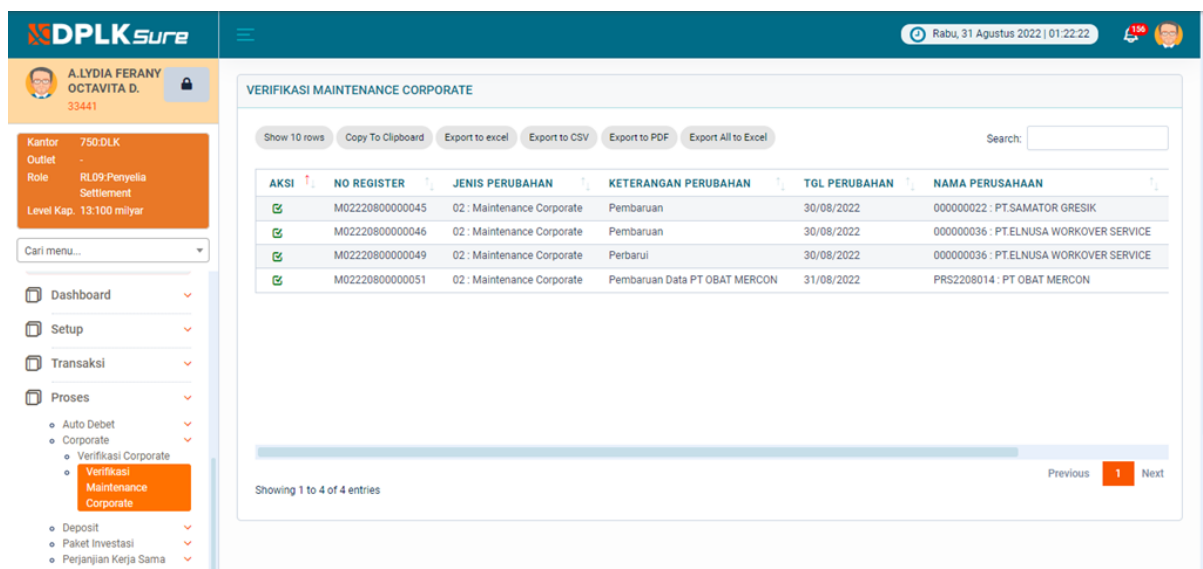 DPLKsure
Rabu, 31 Agustus 2022 | 01:22:22
156
A.LYDIA FERANY
OCTAVITA D.
33441
Kantor 750:DLK
Outlet -
Role RL09:Penyelia
Settlement
Level Kap. 13:100 milyar
Cari menu...
Dashboard
Setup
Transaksi
Proses
Auto Debet
Corporate
Verifikasi Corporate
Verifikasi
Maintenance
Corporate
Deposit
Paket Investasi
Perjanjian Kerja Sama
VERIFIKASI MAINTENANCE CORPORATE
Show 10 rows Copy To Clipboard Export to excel Export to CSV Export to PDF Export All to Excel Search:
AKSI NO REGISTER JENIS PERUBAHAN KETERANGAN PERUBAHAN TGL PERUBAHAN NAMA PERUSAHAAN
M02220800000045 02 : Maintenance Corporate Pembaruan 30/08/2022 000000022 : PT.SAMATOR GRESIK
M02220800000046 02 : Maintenance Corporate Pembaruan 30/08/2022 000000036 : PT.ELNUSA WORKOVER SERVICE
M02220800000049 02 : Maintenance Corporate Perbarui 30/08/2022 000000036 : PT.ELNUSA WORKOVER SERVICE
M02220800000051 02 : Maintenance Corporate Pembaruan Data PT OBAT MERCON 31/08/2022 PRS2208014 : PT OBAT MERCON
Previous 1 Next
Showing 1 to 4 of 4 entries